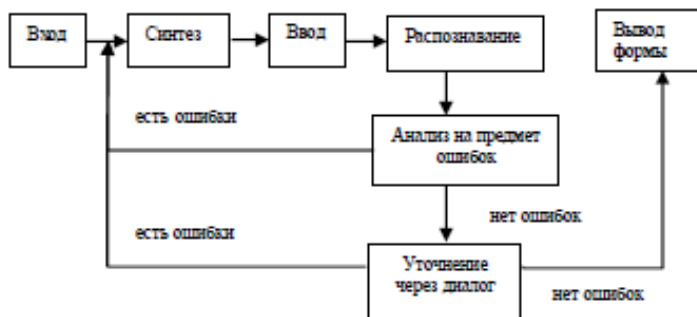 Вход
Синтез
Ввод
Распознавание
Вывод
формы
есть ошибки
Анализ на предмет
ошибок
нет ошибок
есть ошибки
Уточнение
через диалог
нет ошибок